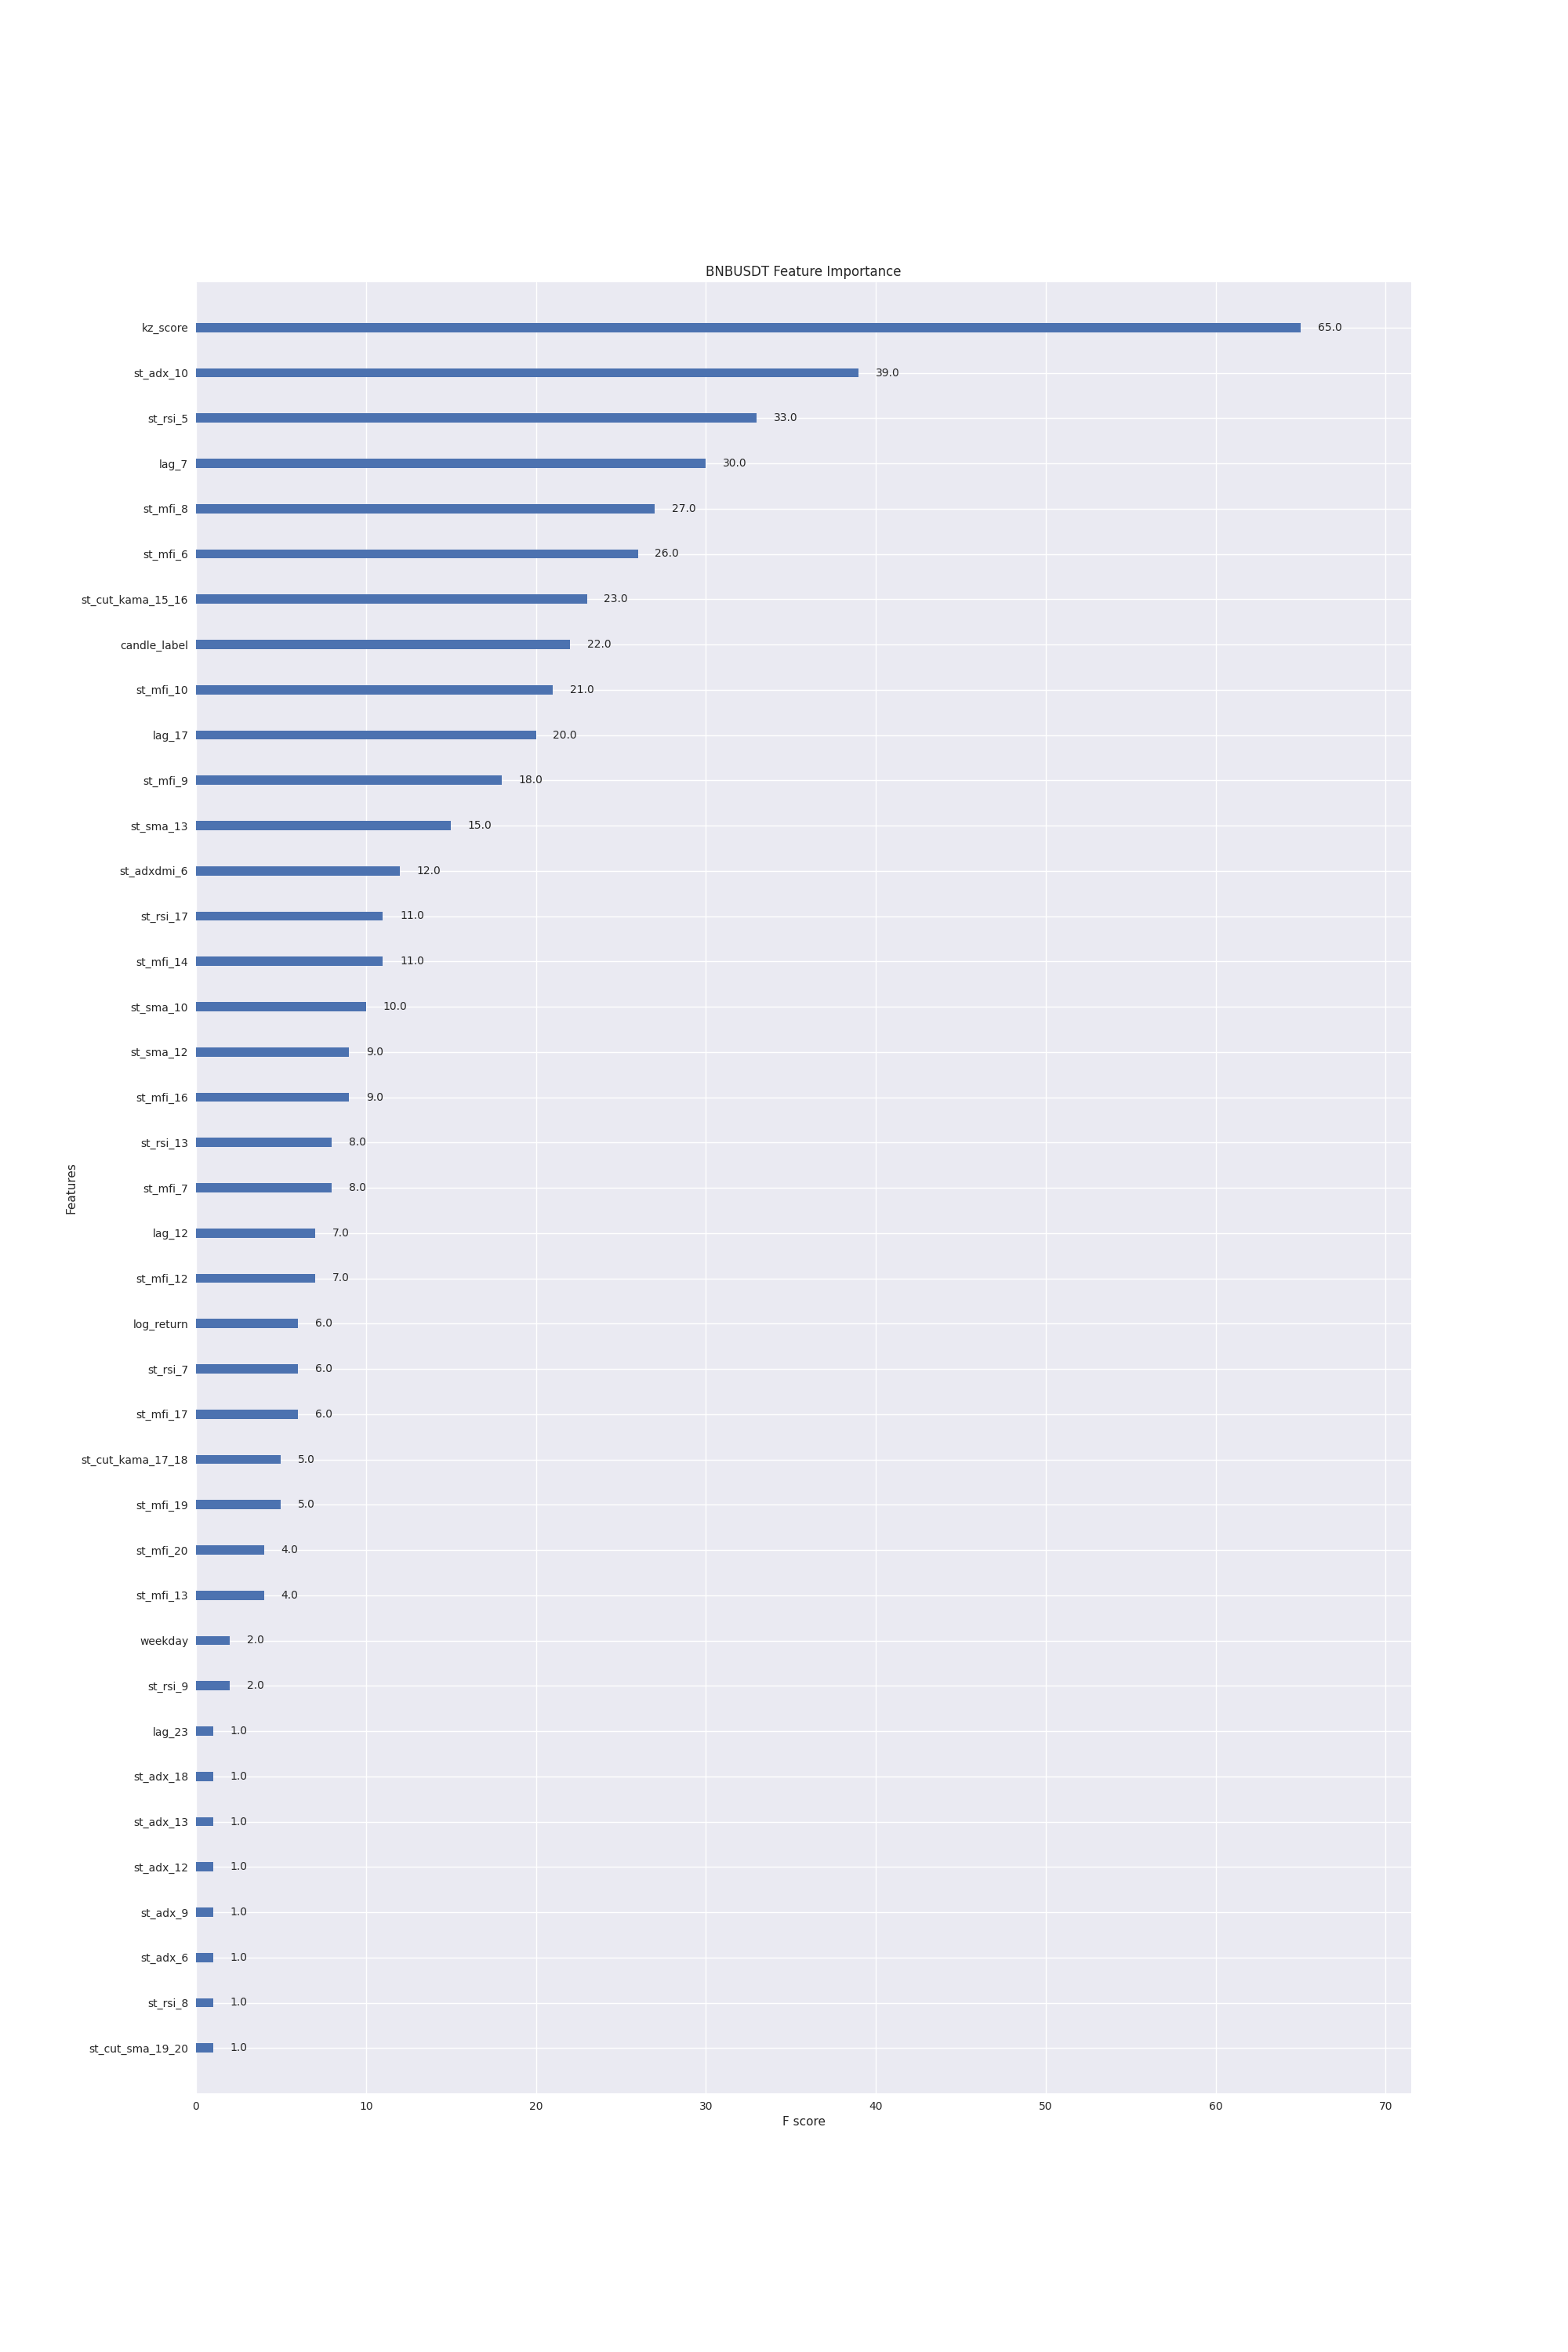 BNBUSDT Feature Importance
kz_score 65.0
st_adx_10 39.0
st_rsi_5 33.0
lag_7 30.0
st_mfi_8 27.0
st_mfi_6 26.0
st_cut_kama_15_16 23.0
candle_label 22.0
st_mfi_10 21.0
lag_17 20.0
st_mfi_9 18.0
st_sma_13 15.0
st_adxdmi_6 12.0
st_rsi_17 11.0
st_mfi_14 11.0
st_sma_10 10.0
st_sma_12 9.0
st_mfi_16 9.0
st_rsi_13 8.0
Features
st_mfi_7 8.0
lag_12 7.0
st_mfi_12 7.0
log_return 6.0
st_rsi_7 6.0
st_mfi_17 6.0
st_cut_kama_17_18 5.0
st_mfi_19 5.0
st_mfi_20 4.0
st_mfi_13 4.0
weekday 2.0
st_rsi_9 2.0
lag_23 1.0
st_adx_18 1.0
st_adx_13 1.0
st_adx_12 1.0
st_adx_9 1.0
st_adx_6 1.0
st_rsi_8 1.0
st_cut_sma_19_20 1.0
0 10 20 30 40 50 60 70
F score